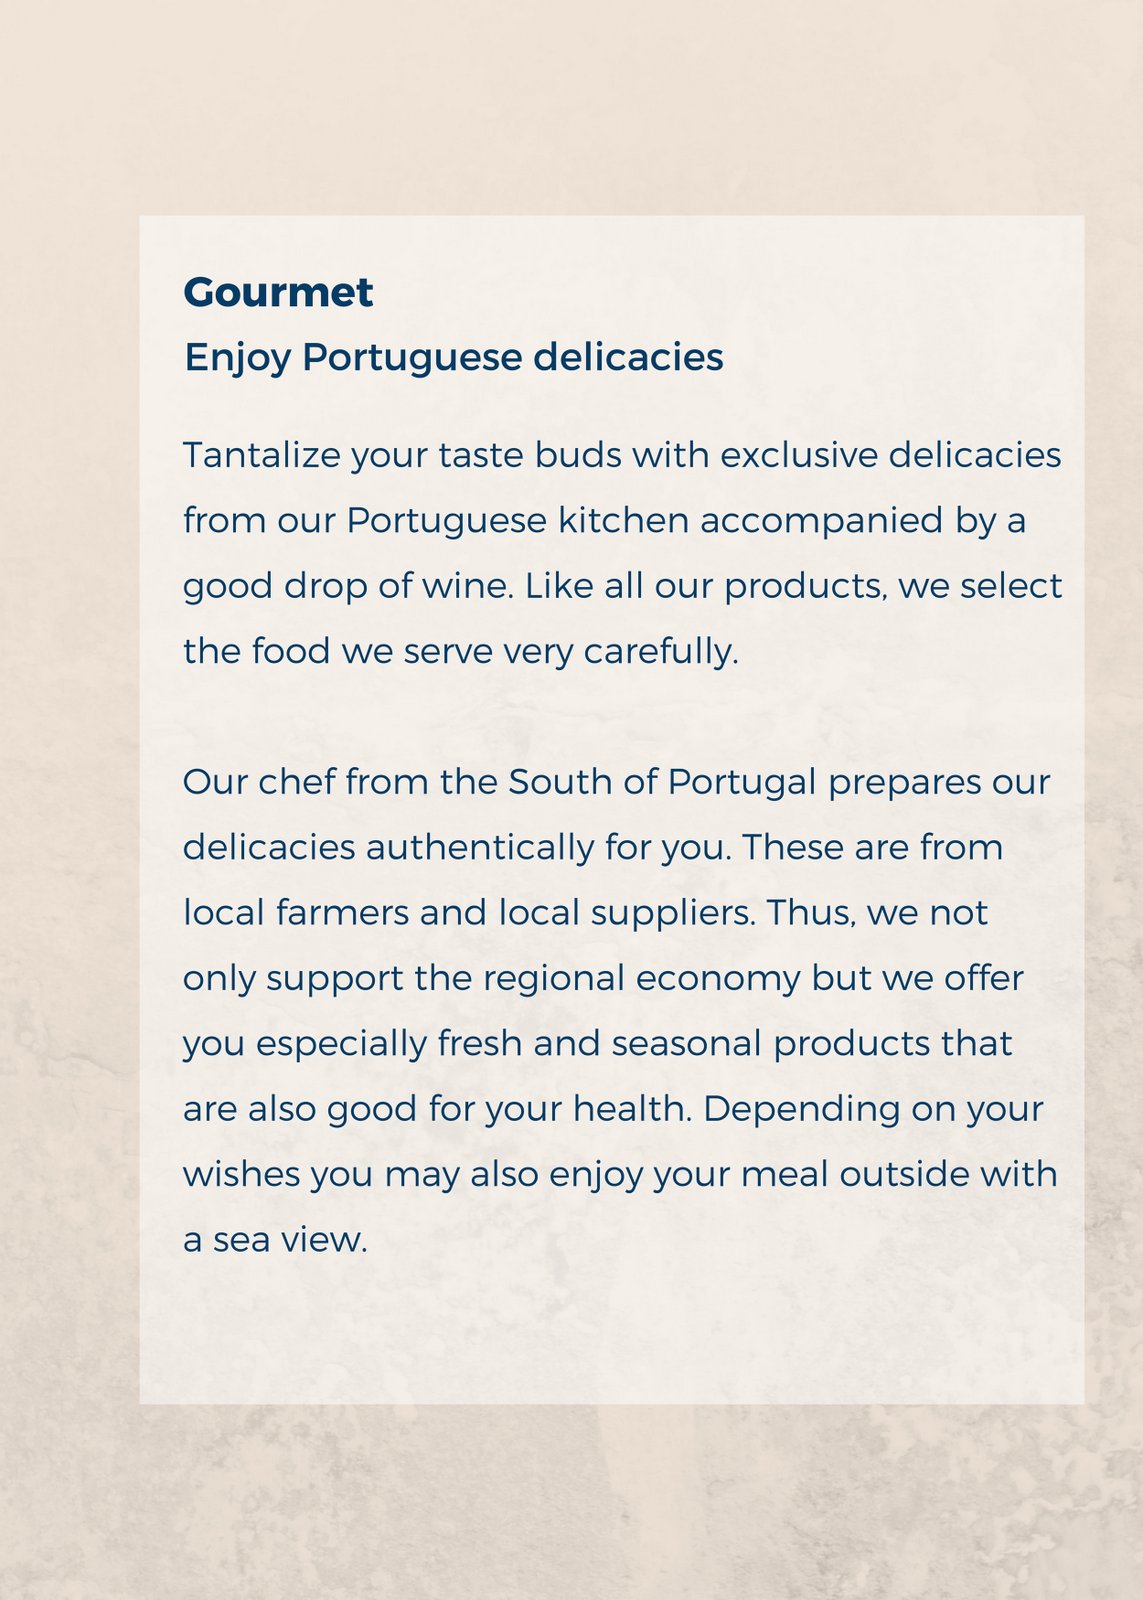 Gourmet
Enjoy Portuguese delicacies
Tantalize your taste buds with exclusive delicacies
from our Portuguese kitchen accompanied by a
good drop of wine. Like all our products, we select
the food we serve very carefully.
Our chef from the South of Portugal prepares our
delicacies authentically for you. These are from
local farmers and local suppliers. Thus, we not
only support the regional economy but we offer
you especially fresh and seasonal products that
are also good for your health. Depending on your
wishes you may also enjoy your meal outside with
a sea view.